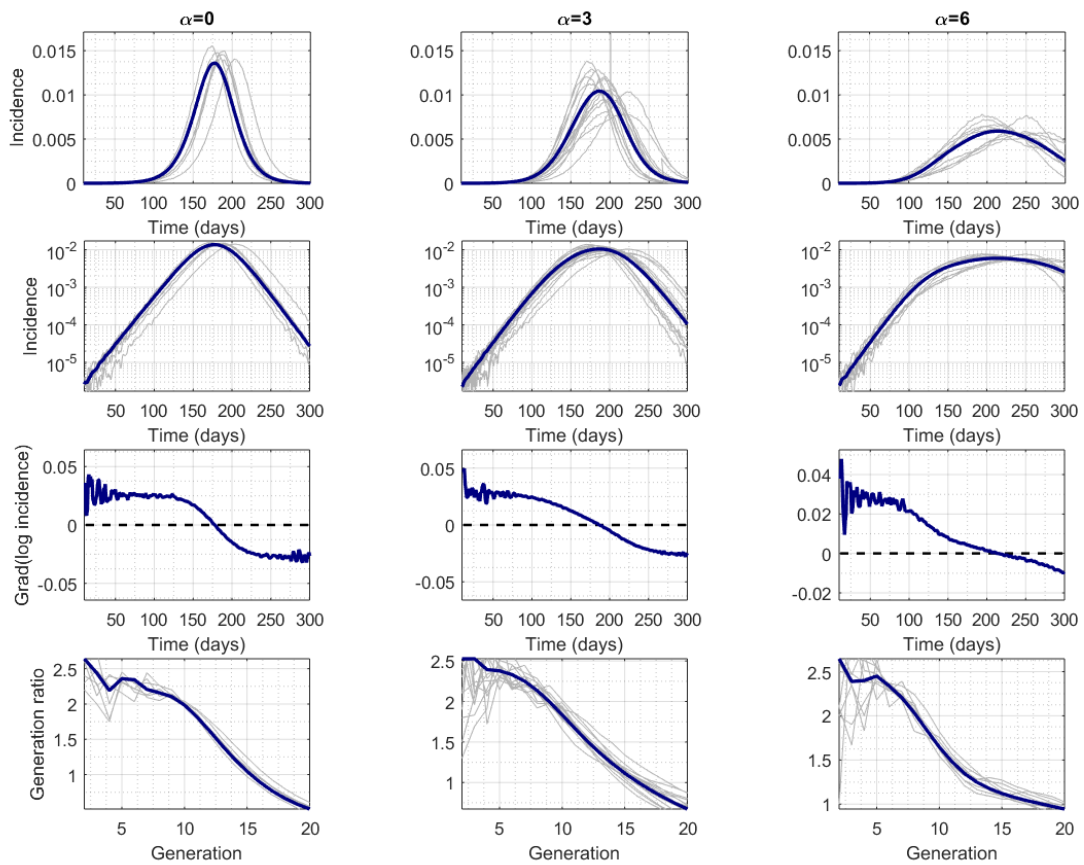 α=0
α=3
α=6
Incidence
0.015
0.01
0.005
0
50 100 150 200 250 300
Time (days)
0.015
0.01
0.005
0
50 100 150 200 250 300
Time (days)
0.015
0.01
0.005
0
50 100 150 200 250 300
Time (days)
Incidence
10-2
10-3
10-4
10-5
50 100 150 200 250 300
Time (days)
10-2
10-3
10-4
10-5
50 100 150 200 250 300
Time (days)
10-2
10-3
10-4
10-5
50 100 150 200 250 300
Time (days)
Grad(log incidence)
0.05
0
-0.05
50 100 150 200 250 300
Time (days)
0.05
0
-0.05
50 100 150 200 250 300
Time (days)
0.04
0.02
0
-0.02
50 100 150 200 250 300
Time (days)
Generation ratio
2.5
2
1.5
1
5 10 15 20
Generation
2.5
2
1.5
1
5 10 15 20
Generation
2.5
2
1.5
1
5 10 15 20
Generation